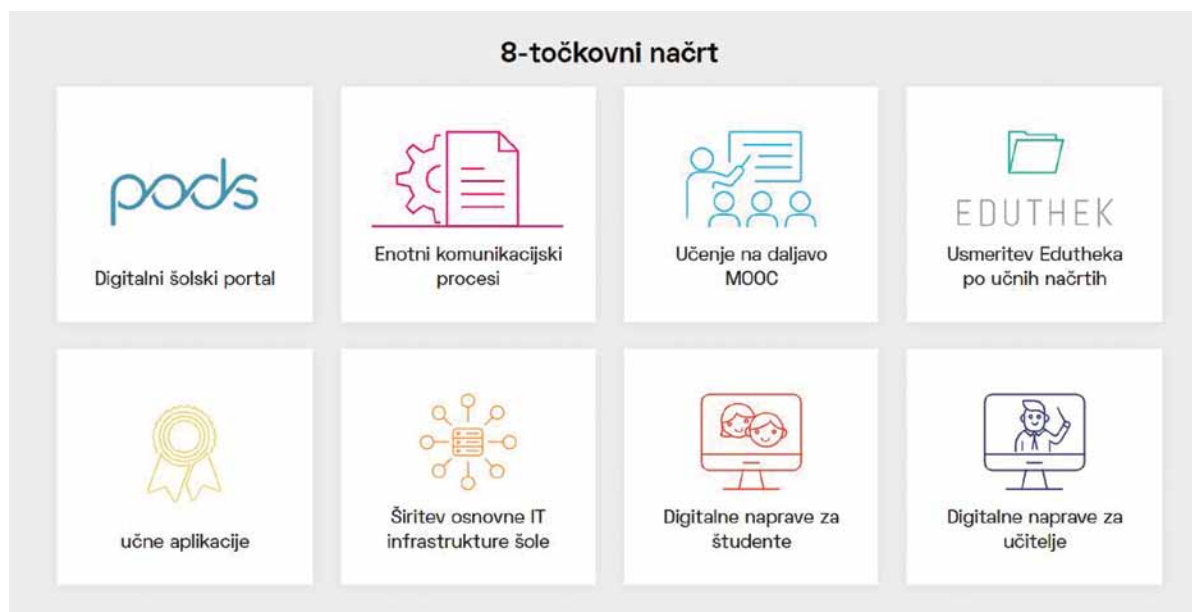 8-točkovni načrt
pods
Digitalni šolski portal
Enotni komunikacijski
procesi
Učenje na daljavo
MOOC
EDUTHEK
Usmeritev Edutheka
po učnih načrtih
učne aplikacije
Širitev osnovne IT
infrastrukture šole
Digitalne naprave za
študente
Digitalne naprave za
učitelje